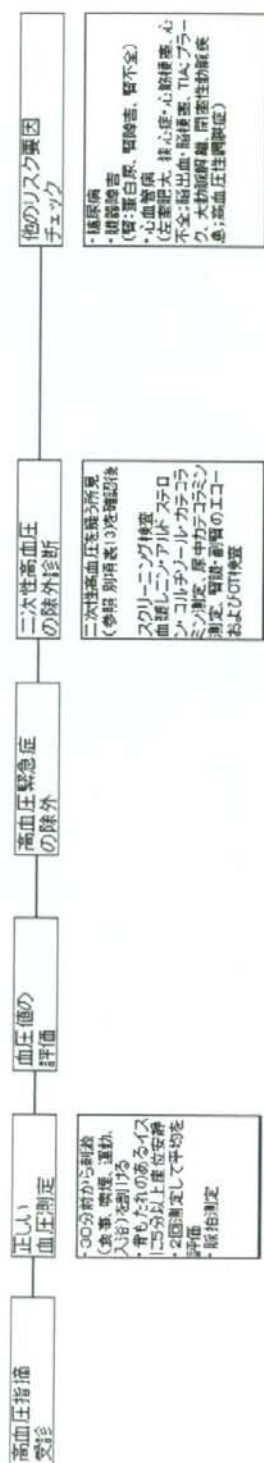 高血圧指摘
受診
正しい
血圧測定
・30分前から刺激
(食事、喫煙、運動、
入浴)を避ける
・背もたれのあるイス
に5分以上座位安静
・2回測定して平均を
評価
・脈拍測定
血圧値の
評価
高血圧緊急症
の除外
二次性高血圧
の除外診断
二次性高血圧を疑う所見
(参照 別項表13)を確認後
スクリーニング検査
血漿レニン・アルドステロ
ン・コルチゾール・カテコラ
ミン測定、尿中カテコラミン
測定、腎臓・副腎のエコー
およびCT検査
他のリスク要因
チェック
・糖尿病
・臓器障害
(腎:蛋白尿、腎障害、腎不全)
・心血管病
(左室肥大、狭心症・心筋梗塞、心
不全;脳出血・脳梗塞、TIA;プラー
ク、大動脈解離、閉塞性動脈疾
患;高血圧性網膜症)